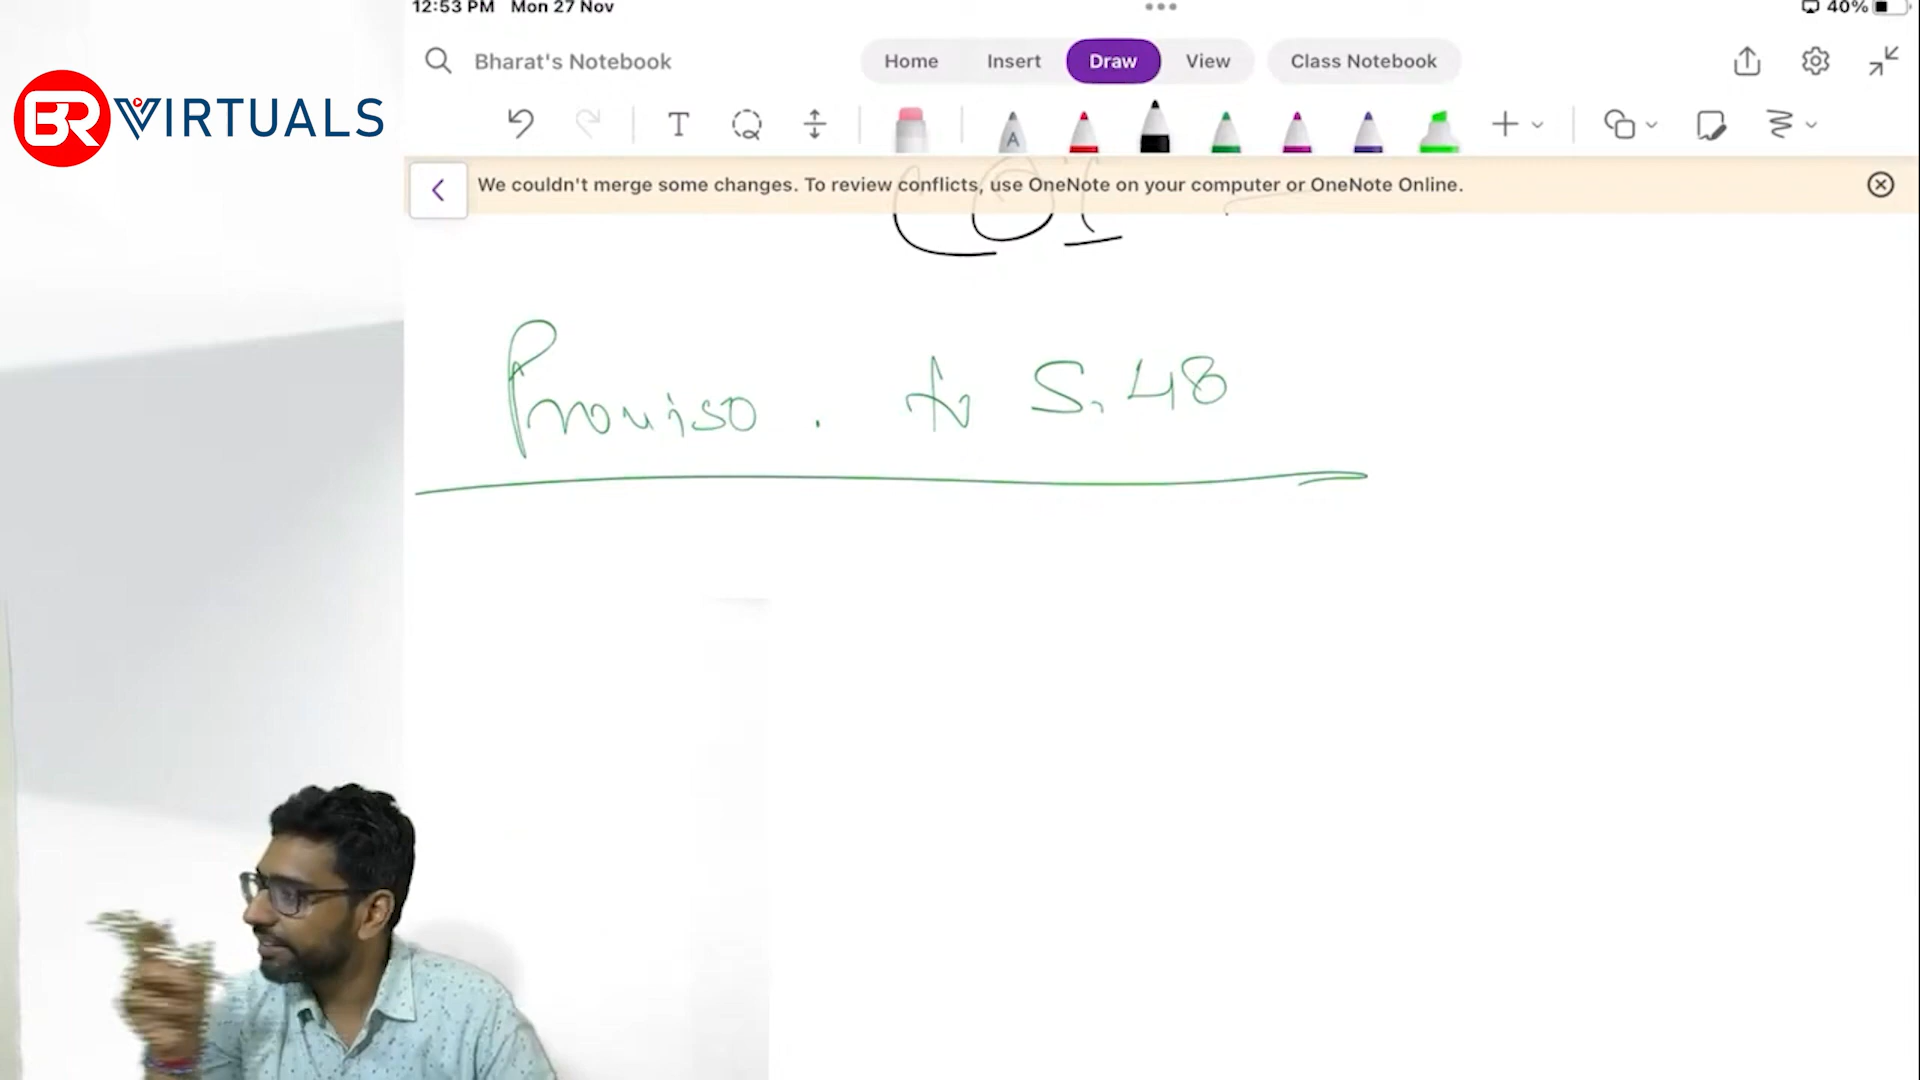 12:53 PM Mon 27 Nov
40%
BR VIRTUALS
Bharat's Notebook
Home Insert Draw View Class Notebook
T
A
We couldn't merge some changes. To review conflicts, use OneNote on your computer or OneNote Online.
COI
Proviso . to S. 48